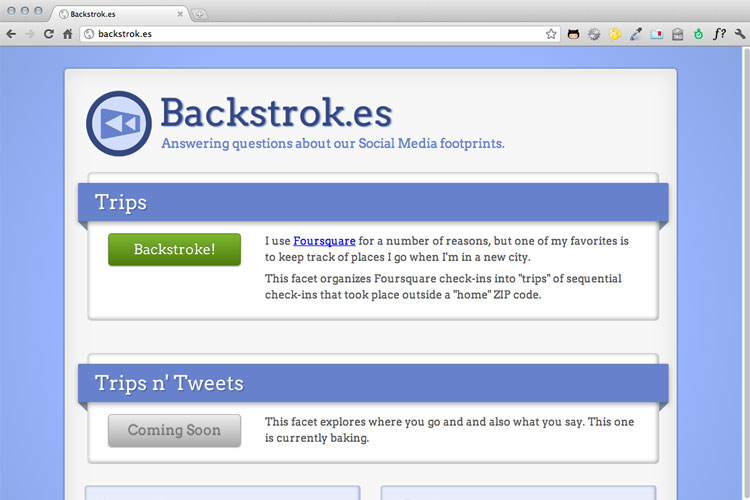 Backstrok.es
backstrok.es
f?
Backstrok.es
Answering questions about our Social Media footprints.
Trips
Backstroke!
I use Foursquare for a number of reasons, but one of my favorites is
to keep track of places I go when I'm in a new city.
This facet organizes Foursquare check-ins into "trips" of sequential
check-ins that took place outside a "home" ZIP code.
Trips n' Tweets
Coming Soon
This facet explores where you go and and also what you say. This one
is currently baking.